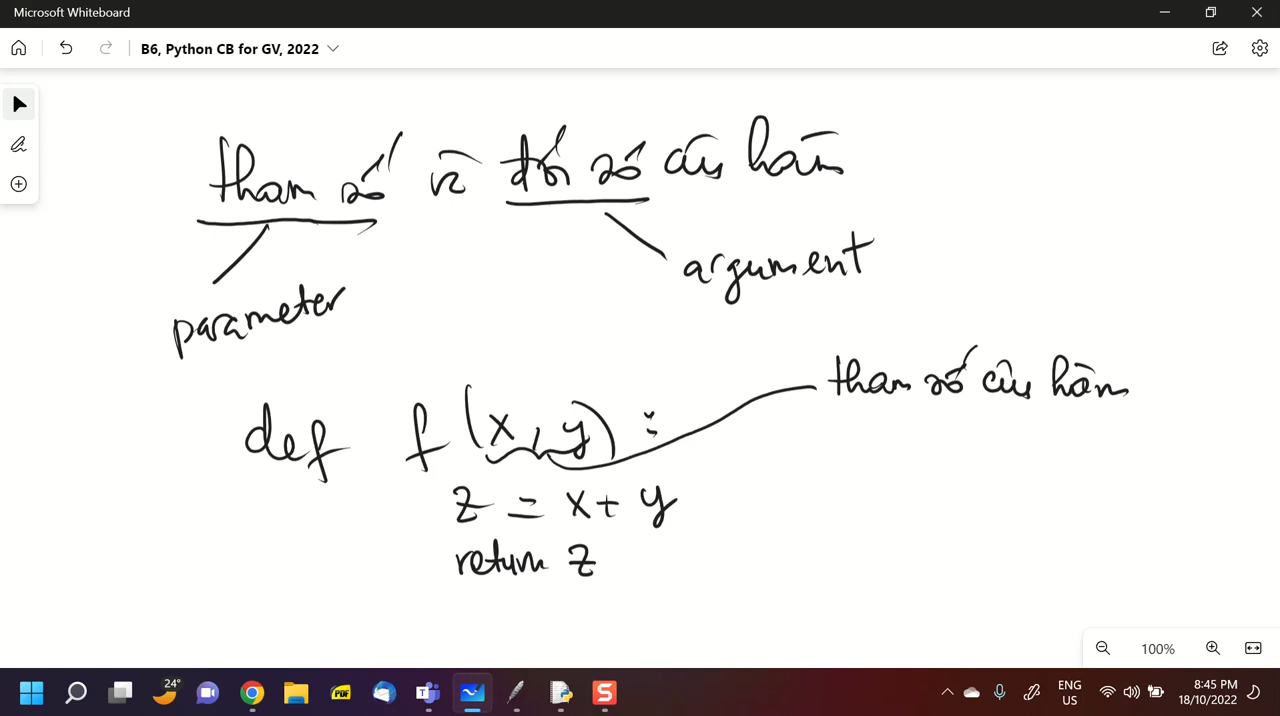 Microsoft Whiteboard
B6, Python CB for GV, 2022
tham số và đối số của hàm
parameter
argument
def f(x, y) :
tham số của hàm
z = x + y
return z
100%
24°
PDF
S
ENG
US
8:45 PM
18/10/2022